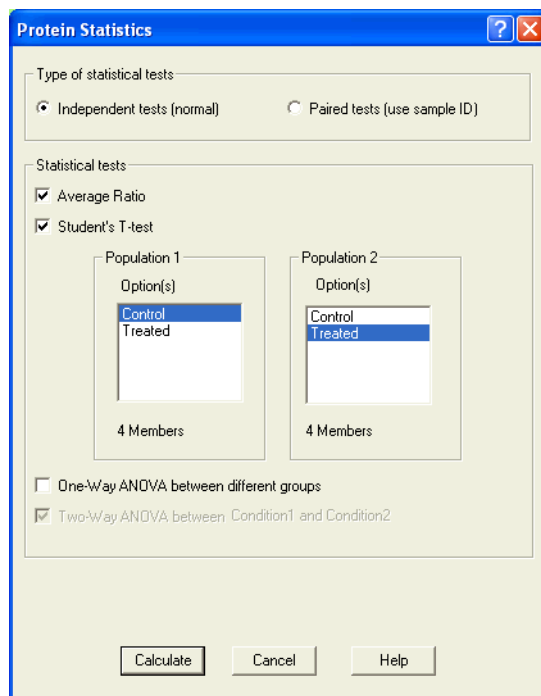 Protein Statistics
Type of statistical tests
Independent tests (normal) Paired tests (use sample ID)
Statistical tests
Average Ratio
Student's T-test
Population 1 Population 2
Option(s) Option(s)
Control Control
Treated Treated
4 Members 4 Members
One-Way ANOVA between different groups
Two-Way ANOVA between Condition1 and Condition2
Calculate Cancel Help